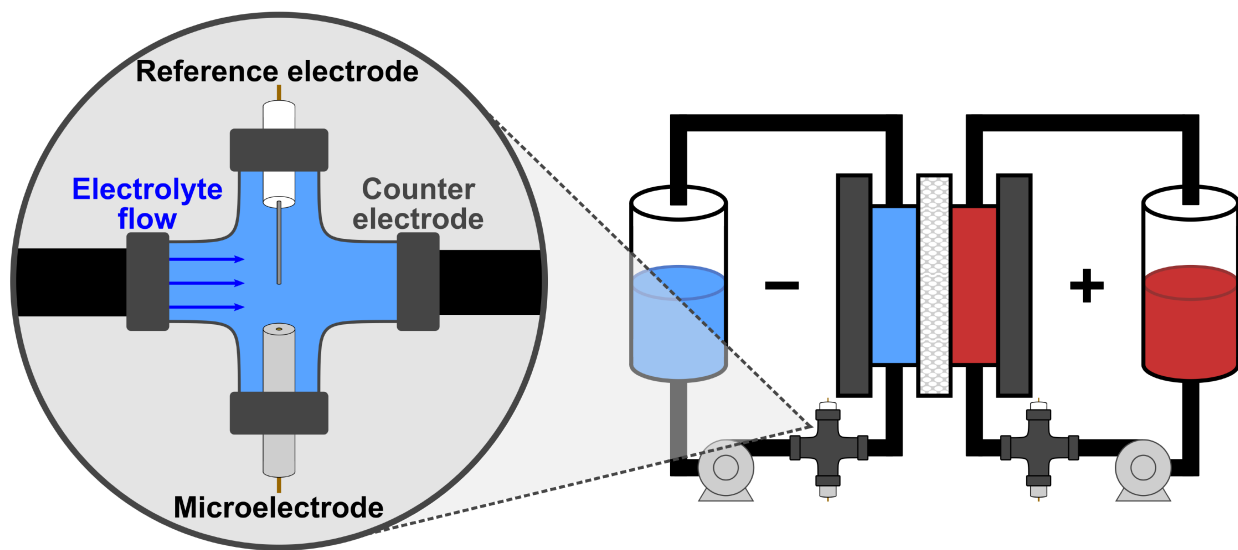 Reference electrode
Electrolyte
flow
Counter
electrode
Microelectrode
− +